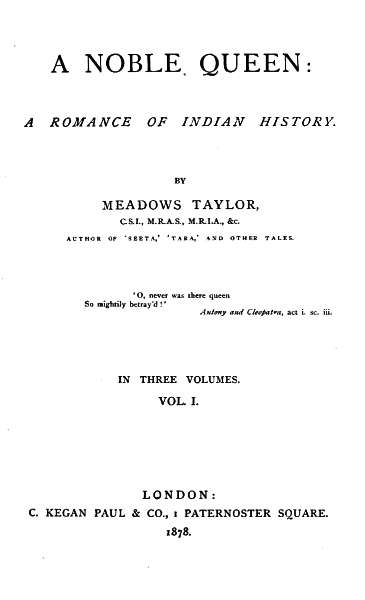 A NOBLE QUEEN:
A ROMANCE OF INDIAN HISTORY.
BY
MEADOWS TAYLOR,
C.S.I., M.R.A.S., M.R.I.A., &c.
AUTHOR OF 'SEETA,' 'TARA,' AND OTHER TALES.
'O, never was there queen
So mightily betray'd!'
Antony and Cleopatra, act i. sc. iii.
IN THREE VOLUMES.
VOL. I.
LONDON:
C. KEGAN PAUL & CO., 1 PATERNOSTER SQUARE.
1878.